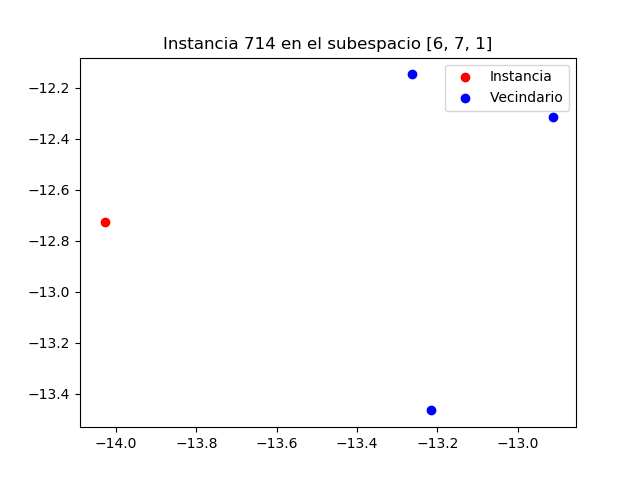 Instancia 714 en el subespacio [6, 7, 1]
Instancia
Vecindario
−12.2
−12.4
−12.6
−12.8
−13.0
−13.2
−13.4
−14.0 −13.8 −13.6 −13.4 −13.2 −13.0